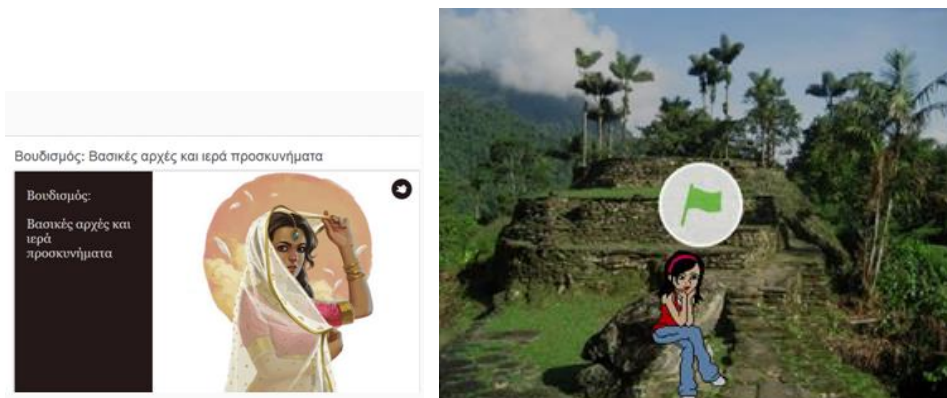 Βουδισμός: Βασικές αρχές και ιερά προσκυνήματα
Βουδισμός:
Βασικές αρχές και
ιερά
προσκυνήματα